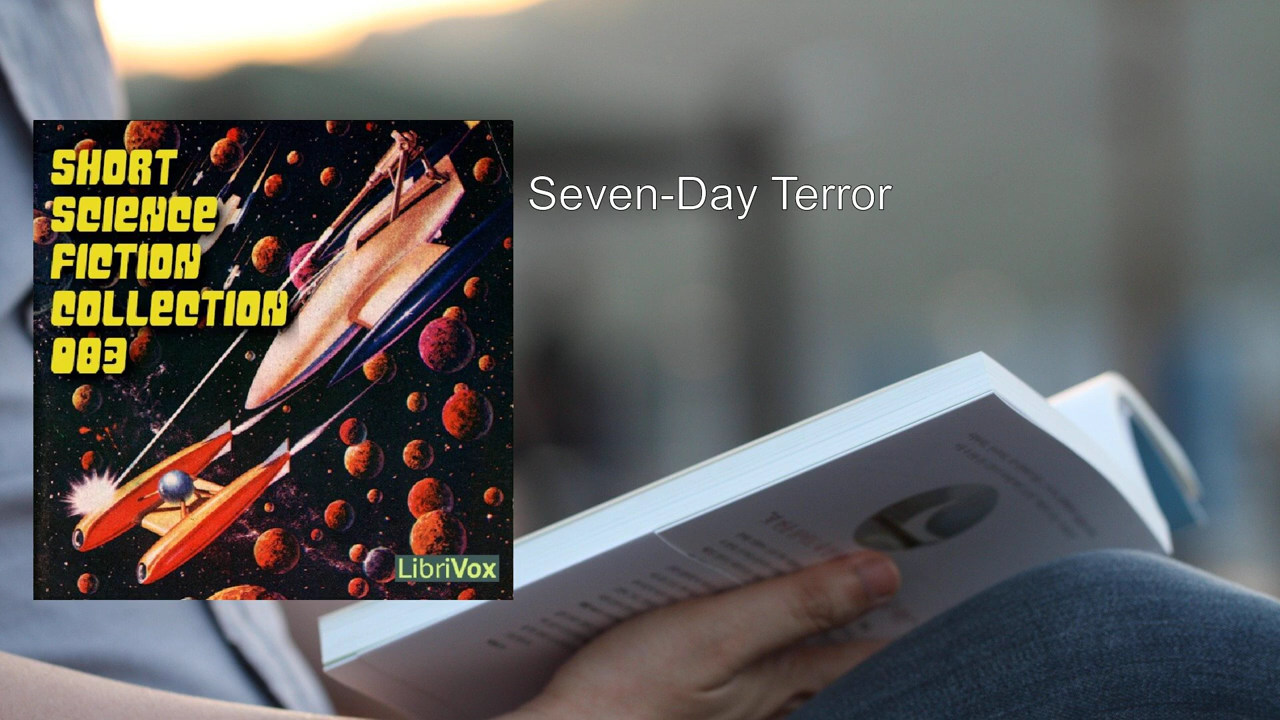 SHORT
SCIENCE
FICTION
COLLECTION
083
LibriVox
Seven-Day Terror